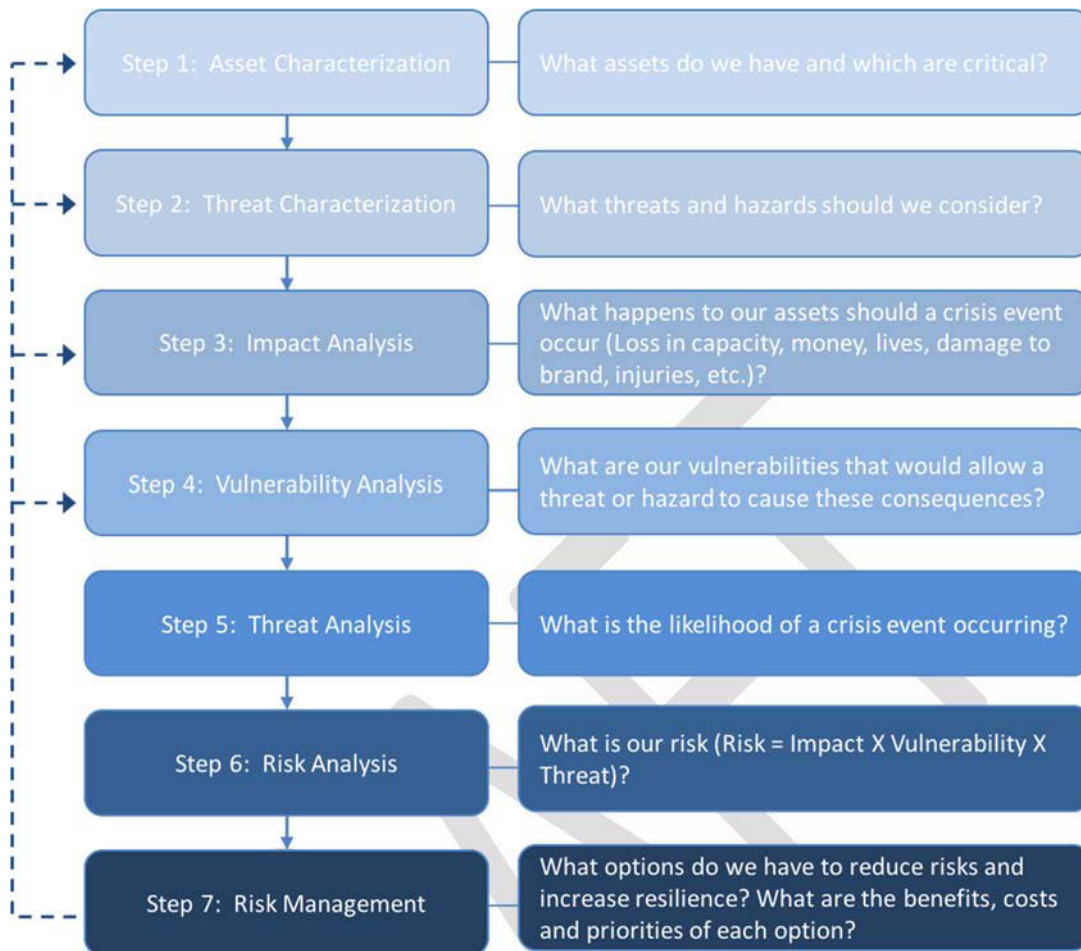 Step 1:  Asset Characterization
What assets do we have and which are critical?
Step 2:  Threat Characterization
What threats and hazards should we consider?
Step 3:  Impact Analysis
What happens to our assets should a crisis event
occur (Loss in capacity, money, lives, damage to
brand, injuries, etc.)?
Step 4:  Vulnerability Analysis
What are our vulnerabilities that would allow a
threat or hazard to cause these consequences?
Step 5:  Threat Analysis
What is the likelihood of a crisis event occurring?
Step 6:  Risk Analysis
What is our risk (Risk = Impact X Vulnerability X
Threat)?
Step 7:  Risk Management
What options do we have to reduce risks and
increase resilience? What are the benefits, costs
and priorities of each option?